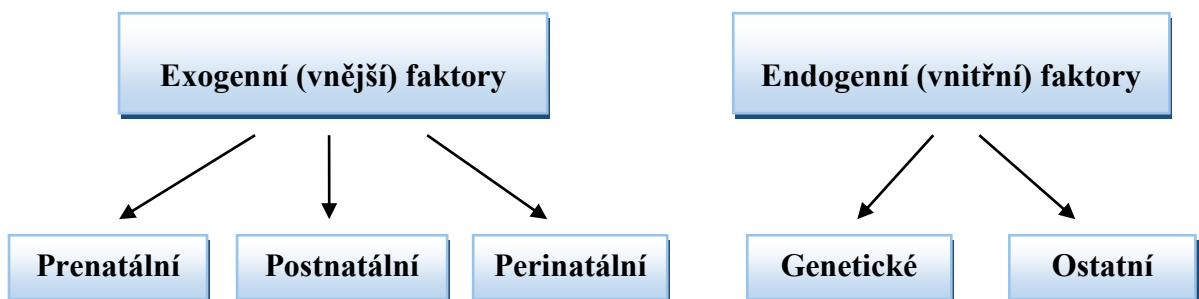 Exogenní (vnější) faktory
Endogenní (vnitřní) faktory
Prenatální
Postnatální
Perinatální
Genetické
Ostatní